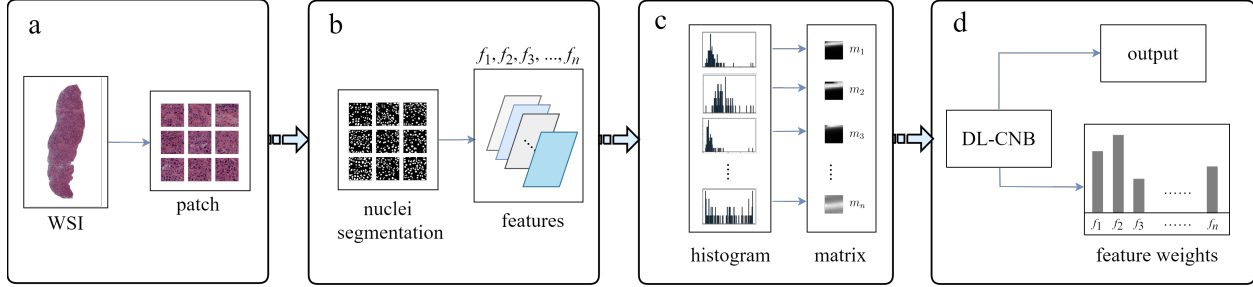 a
WSI
patch
b
f1, f2, f3, ..., fn
nuclei
segmentation
features
c
m1
m2
m3
mn
histogram
matrix
d
output
DL-CNB
f1 f2 f3 ...... fn
feature weights